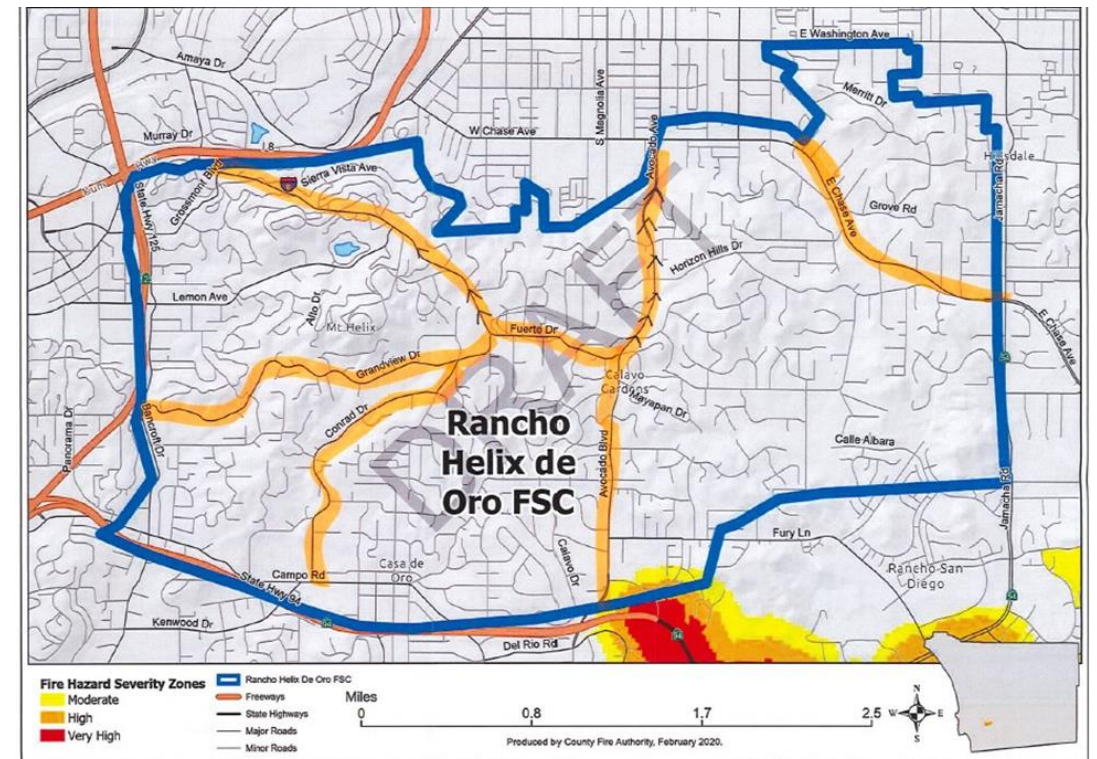 E Washington Ave
Amaya Dr
S Magnolia Ave
Merritt Dr
Murray Dr
W Chase Ave
Avocado Ave
I 8
Hwy
Hillsdale
Grossmont Blvd
Sierra Vista Ave
State Hwy 125
Jamacha Rd
E Chase Ave
Grove Rd
Horizon Hills Dr
Lemon Ave
Alto Dr
Mt Helix
Fuerte Dr
E Chase Ave
DRAFT
Grandview Dr
Calavo
Gardens
Mayapan Dr
Panorama Dr
Bancroft Dr
Conrad Dr
Rancho
Helix de
Oro FSC
Avocado Blvd
Calle Albara
Jamacha Rd
Fury Ln
Calavo Dr
Casa de
Oro
Rancho San
Diego
Campo Rd
State Hwy 94
Kenwood Dr
Del Rio Rd
94
Fire Hazard Severity Zones
Moderate
High
Very High
Rancho Helix De Oro FSC
Freeways
State Highways
Major Roads
Minor Roads
Miles
0 0.8 1.7 2.5
Produced by County Fire Authority, February 2020.
N
W E
S